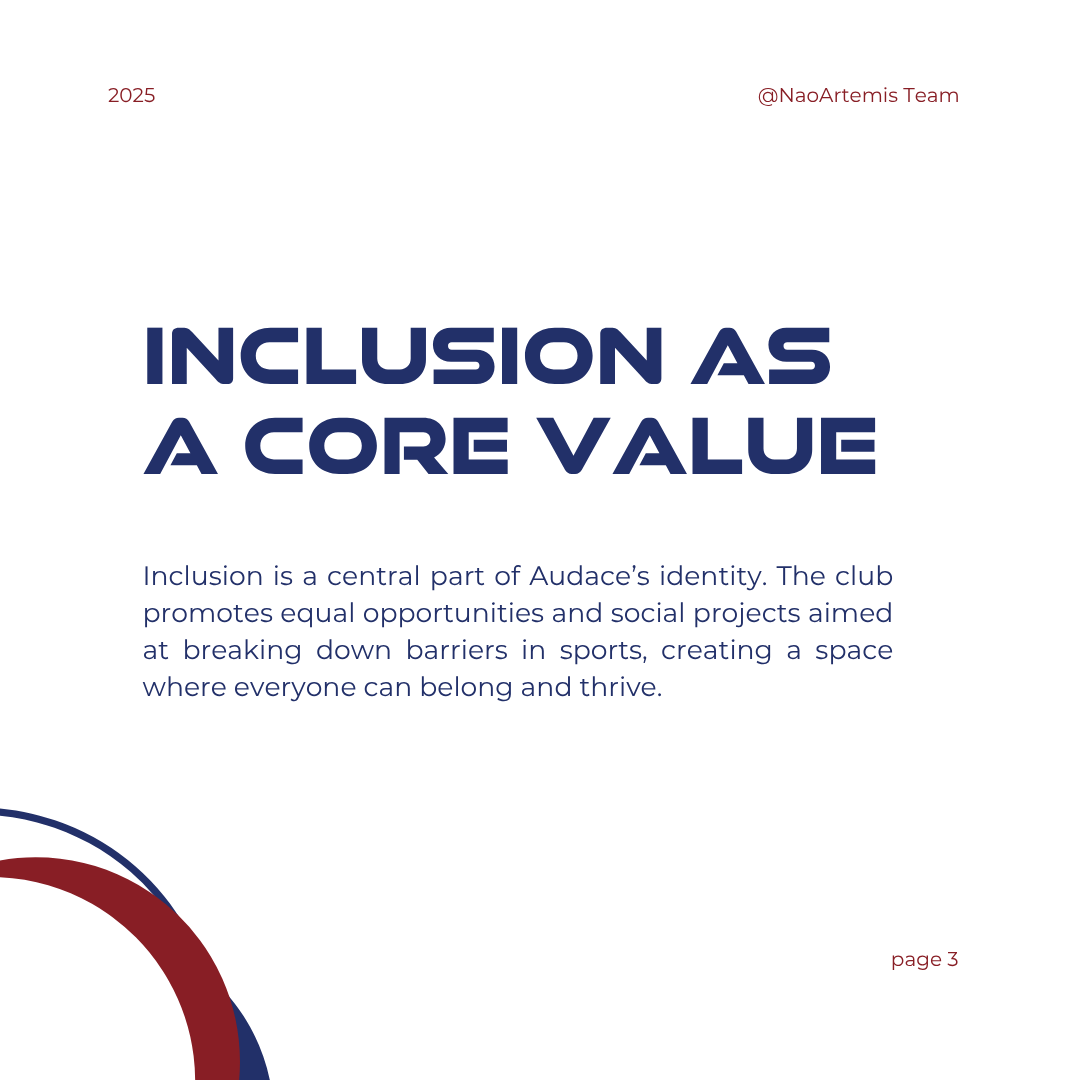 2025
@NaoArtemis Team
INCLUSION AS
A CORE VALUE
Inclusion is a central part of Audace’s identity. The club
promotes equal opportunities and social projects aimed
at breaking down barriers in sports, creating a space
where everyone can belong and thrive.
page 3